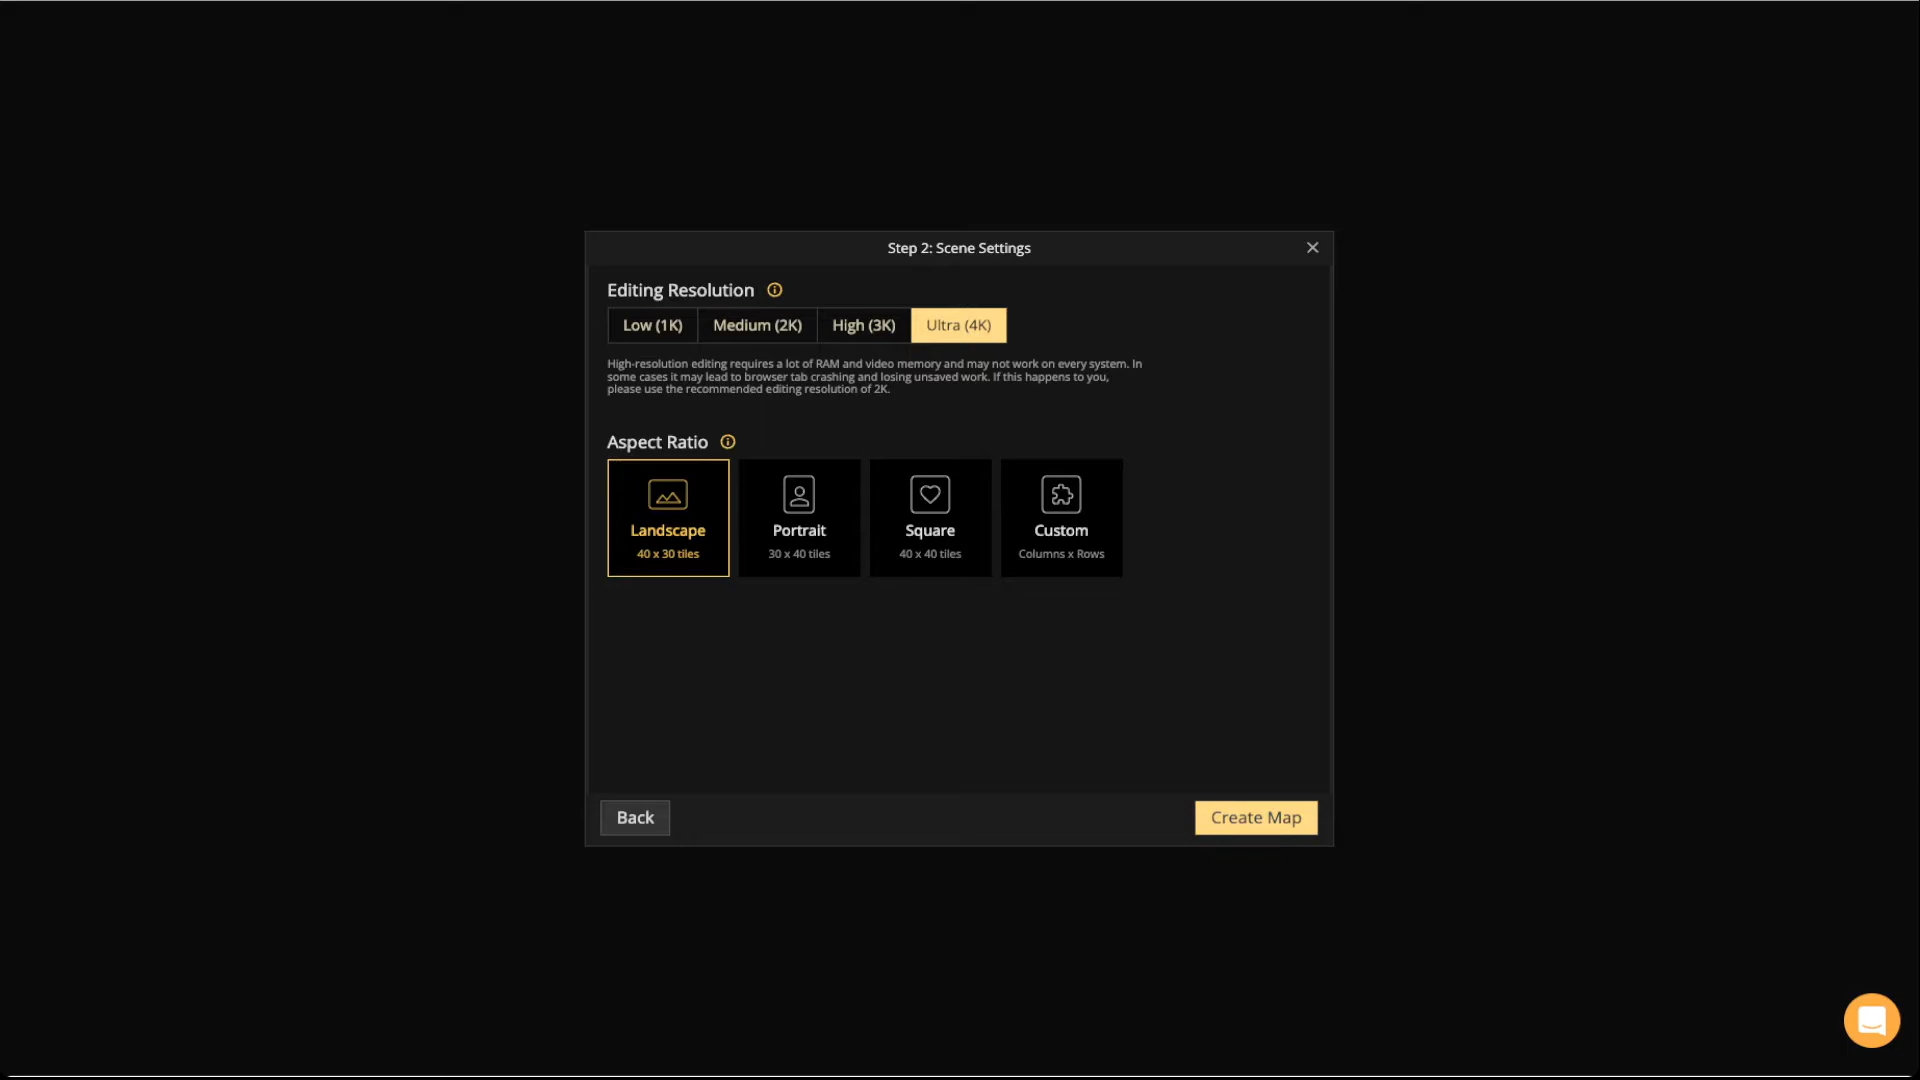 Step 2: Scene Settings
Editing Resolution
Low (1K) Medium (2K) High (3K) Ultra (4K)
High-resolution editing requires a lot of RAM and video memory and may not work on every system. In
some cases it may lead to browser tab crashing and losing unsaved work. If this happens to you,
please use the recommended editing resolution of 2K.
Aspect Ratio
Landscape Portrait Square Custom
40 x 30 tiles 30 x 40 tiles 40 x 40 tiles Columns x Rows
Back Create Map